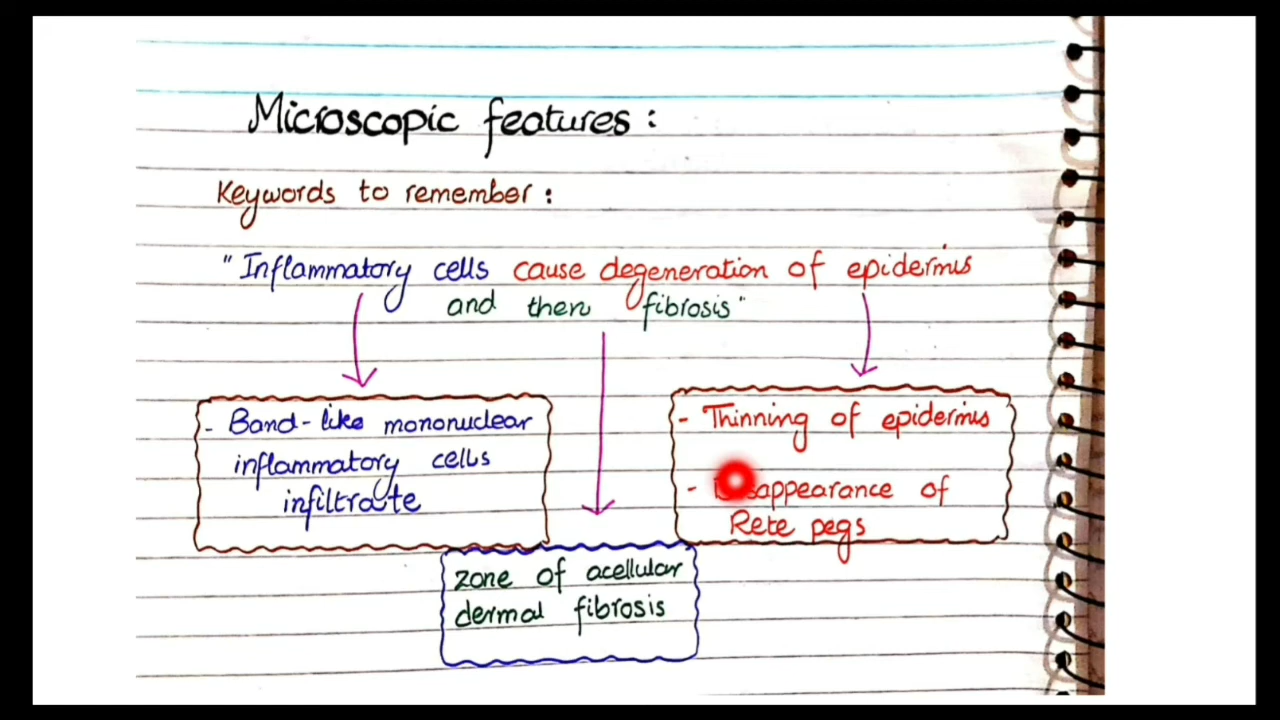 Microscopic features :
Keywords to remember :
"Inflammatory cells cause degeneration of epidermis
and then fibrosis"
- Band-like mononuclear
inflammatory cells
infiltrate
- Thinning of epidermis
- Disappearance of
Rete pegs
zone of acellular
dermal fibrosis